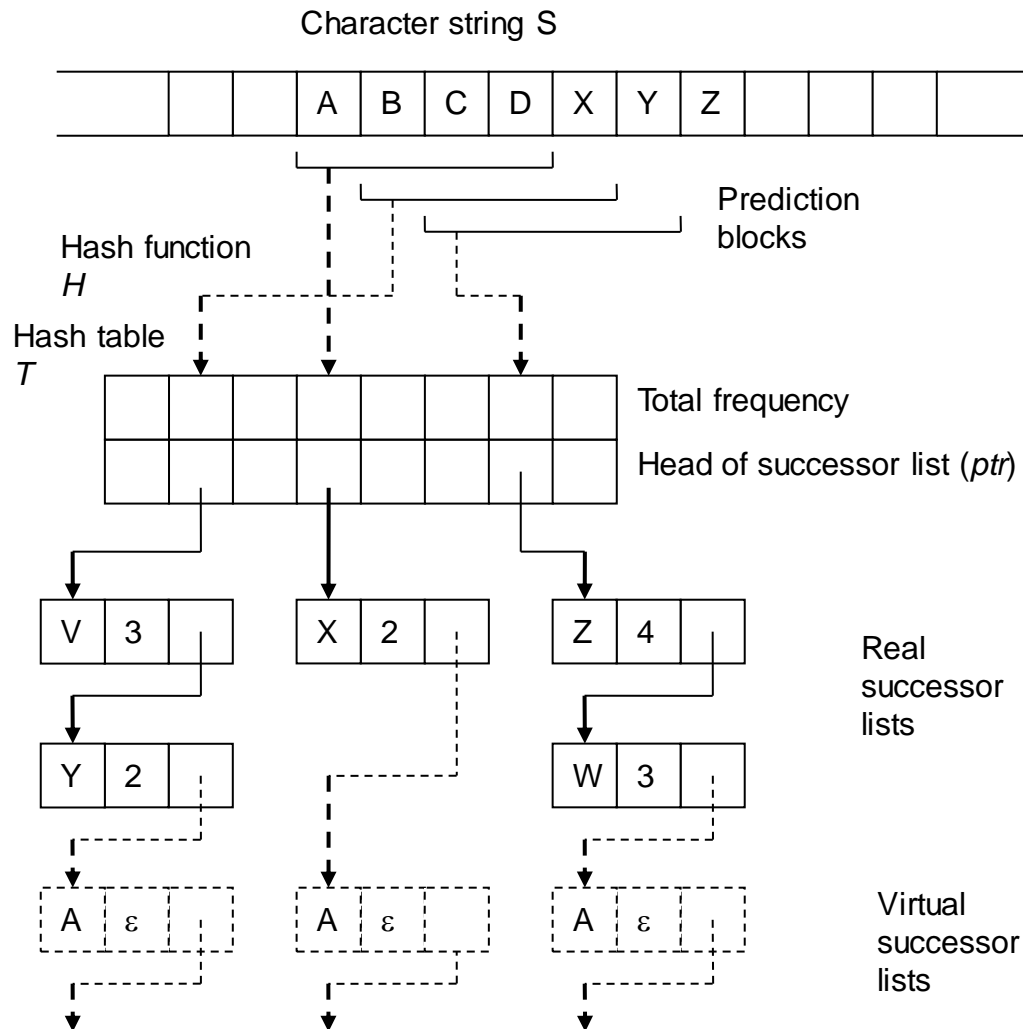 Character string S
A B C D X Y Z
Prediction
blocks
Hash function
H
Hash table
T
Total frequency
Head of successor list (ptr)
V 3
X 2
Z 4
Real
successor
lists
Y 2
W 3
A ε
A ε
A ε
Virtual
successor
lists